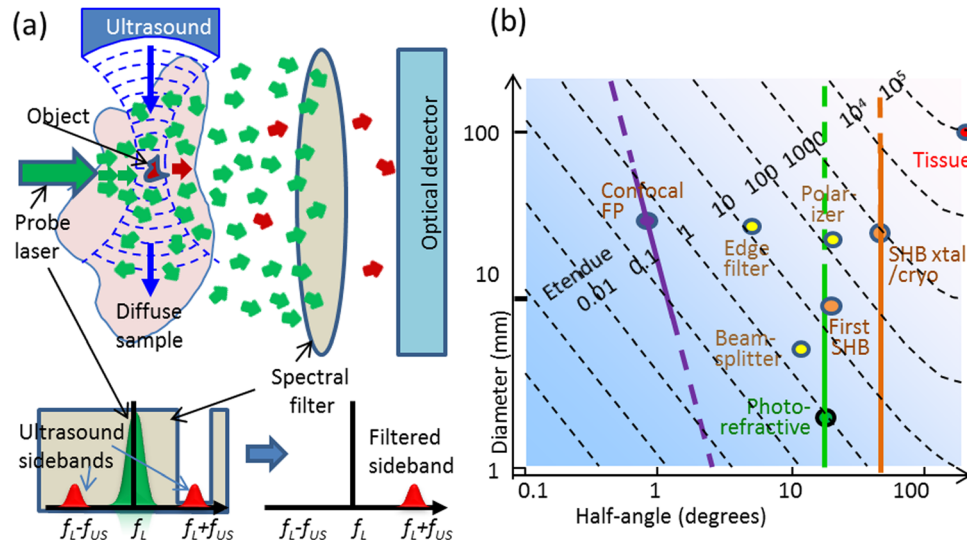 (a)
Ultrasound
Object
Probe
laser
Diffuse
sample
Optical detector
Spectral
filter
Ultrasound
sidebands
Filtered
sideband
fL-fUS
fL
fL+fUS
fL-fUS
fL
fL+fUS
(b)
Diameter (mm)
100
10
1
0.1
1
10
100
Half-angle (degrees)
Etendue
0.01
0.1
1
10
100
1000
10⁴
10⁵
Tissue
Confocal
FP
Edge
filter
Polar-
izer
SHB xtal
/cryo
Beam-
splitter
First
SHB
Photo-
refractive